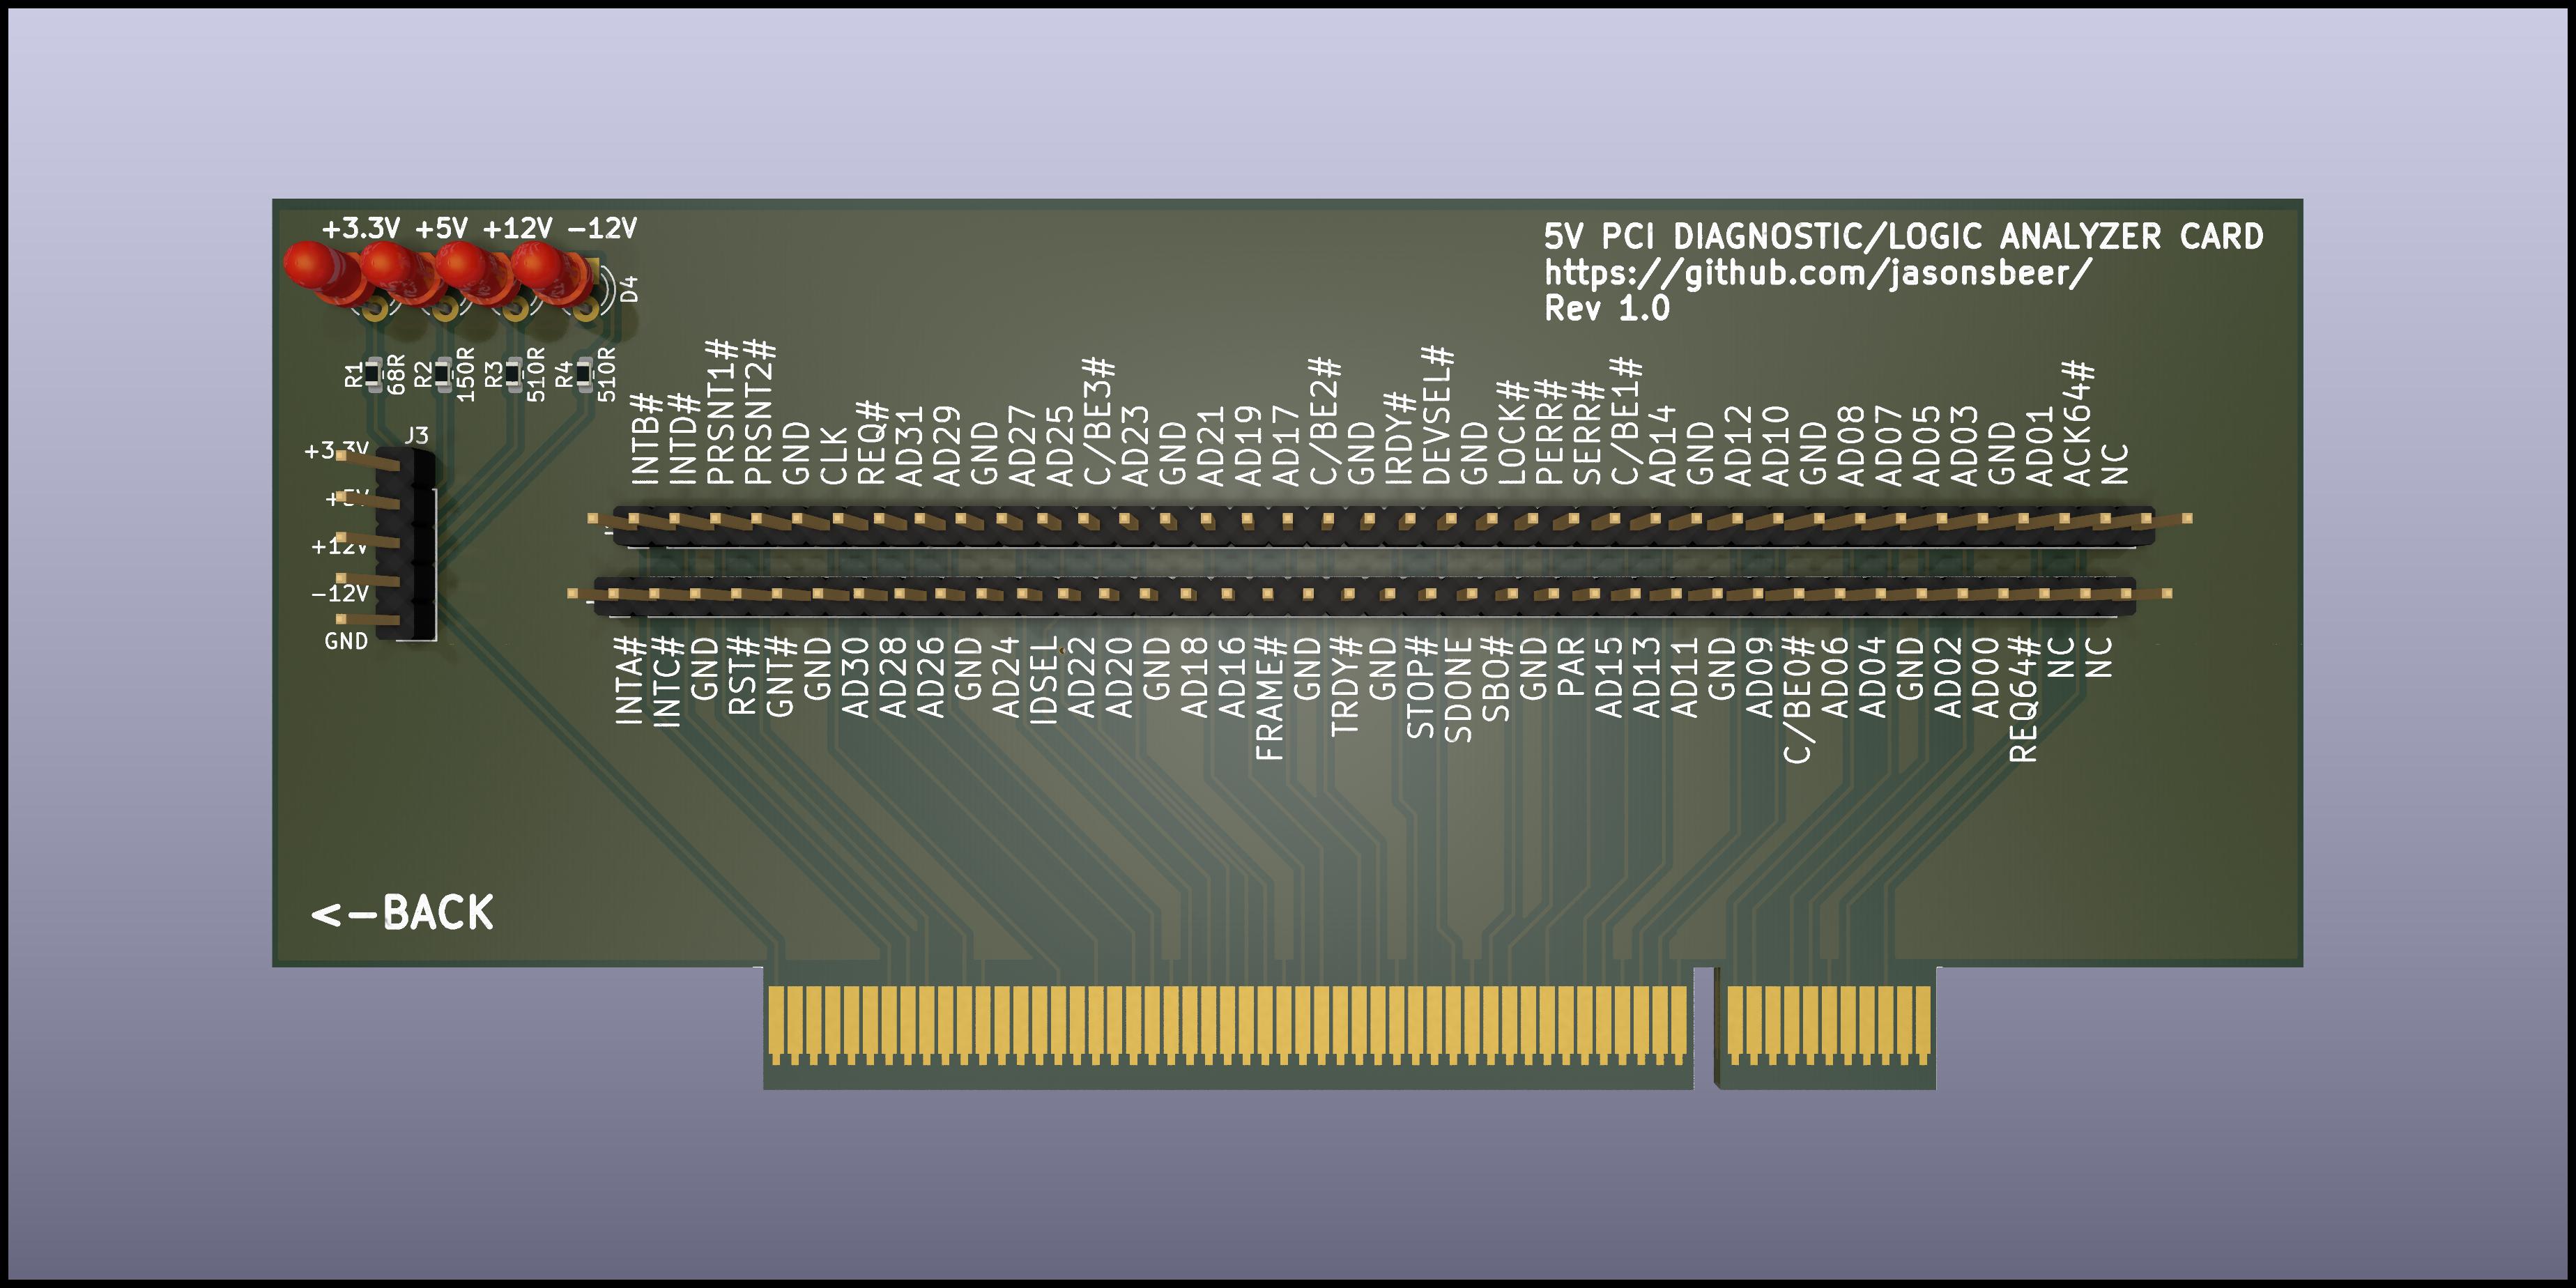 +3.3V +5V +12V -12V
5V PCI DIAGNOSTIC/LOGIC ANALYZER CARD
https://github.com/jasonsbeer/
Rev 1.0
D4
R1
68R
R2
150R
R3
510R
R4
510R
J3
+3.3V
+5V
+12V
-12V
GND
INTB#
INTD#
PRSNT1#
PRSNT2#
GND
CLK
REQ#
AD31
AD29
GND
AD27
AD25
C/BE3#
AD23
GND
AD21
AD19
AD17
C/BE2#
GND
IRDY#
DEVSEL#
GND
LOCK#
PERR#
SERR#
C/BE1#
AD14
GND
AD12
AD10
GND
AD08
AD07
AD05
AD03
GND
AD01
ACK64#
NC
INTA#
INTC#
GND
RST#
GNT#
GND
AD30
AD28
AD26
GND
AD24
IDSEL
AD22
AD20
GND
AD18
AD16
FRAME#
GND
TRDY#
GND
STOP#
SDONE
SBO#
GND
PAR
AD15
AD13
AD11
GND
AD09
C/BE0#
AD06
AD04
GND
AD02
AD00
REQ64#
NC
NC
<-BACK